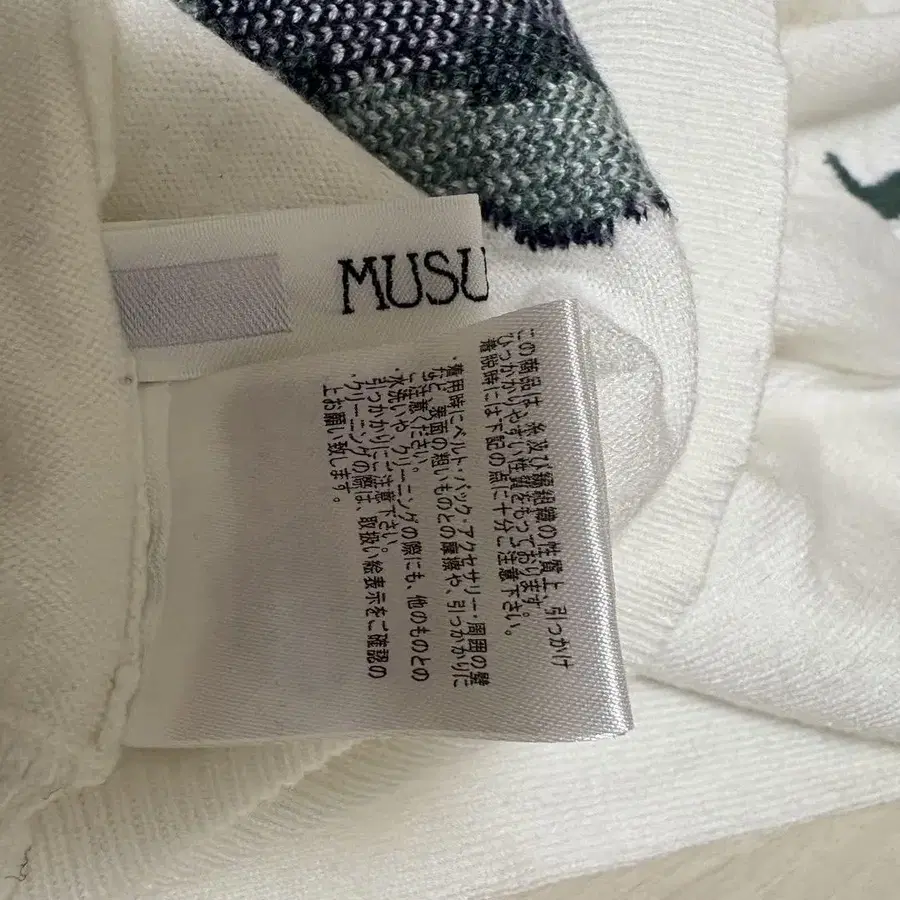 MUSU
この商品は、糸及び編組織の性質上、引っかけ
ひっかかりやすい性質をもっております。
着脱時には下記の点に十分ご注意下さい。
・着用時にベルト・バック・アクセサリー・周囲の壁
など、裏面の粗いものとの摩擦や、引っかかりに
ご注意ください。
・水洗いや、クリーニングの際にも、他のものとの
引っかかりにご注意下さい。
・クリーニングの際は、取扱い絵表示をご確認の
上お願い致します。